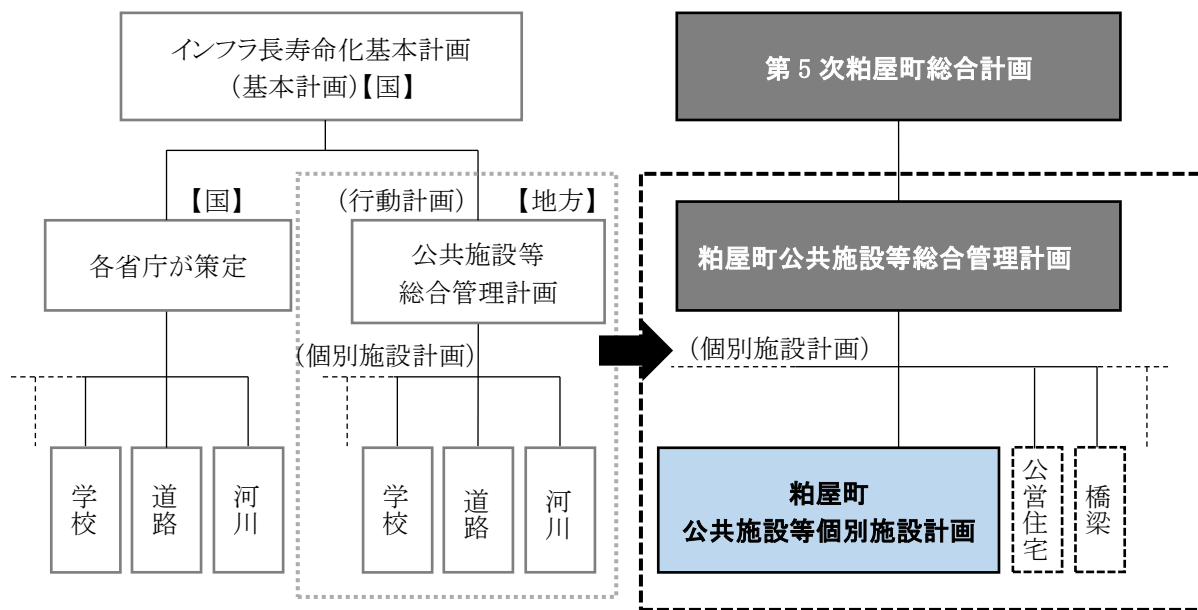 インフラ長寿命化基本計画
(基本計画)【国】
第5次粕屋町総合計画
【国】
(行動計画)
【地方】
各省庁が策定
公共施設等
総合管理計画
粕屋町公共施設等総合管理計画
(個別施設計画)
(個別施設計画)
学校
道路
河川
学校
道路
河川
粕屋町
公共施設等個別施設計画
公営住宅
橋梁